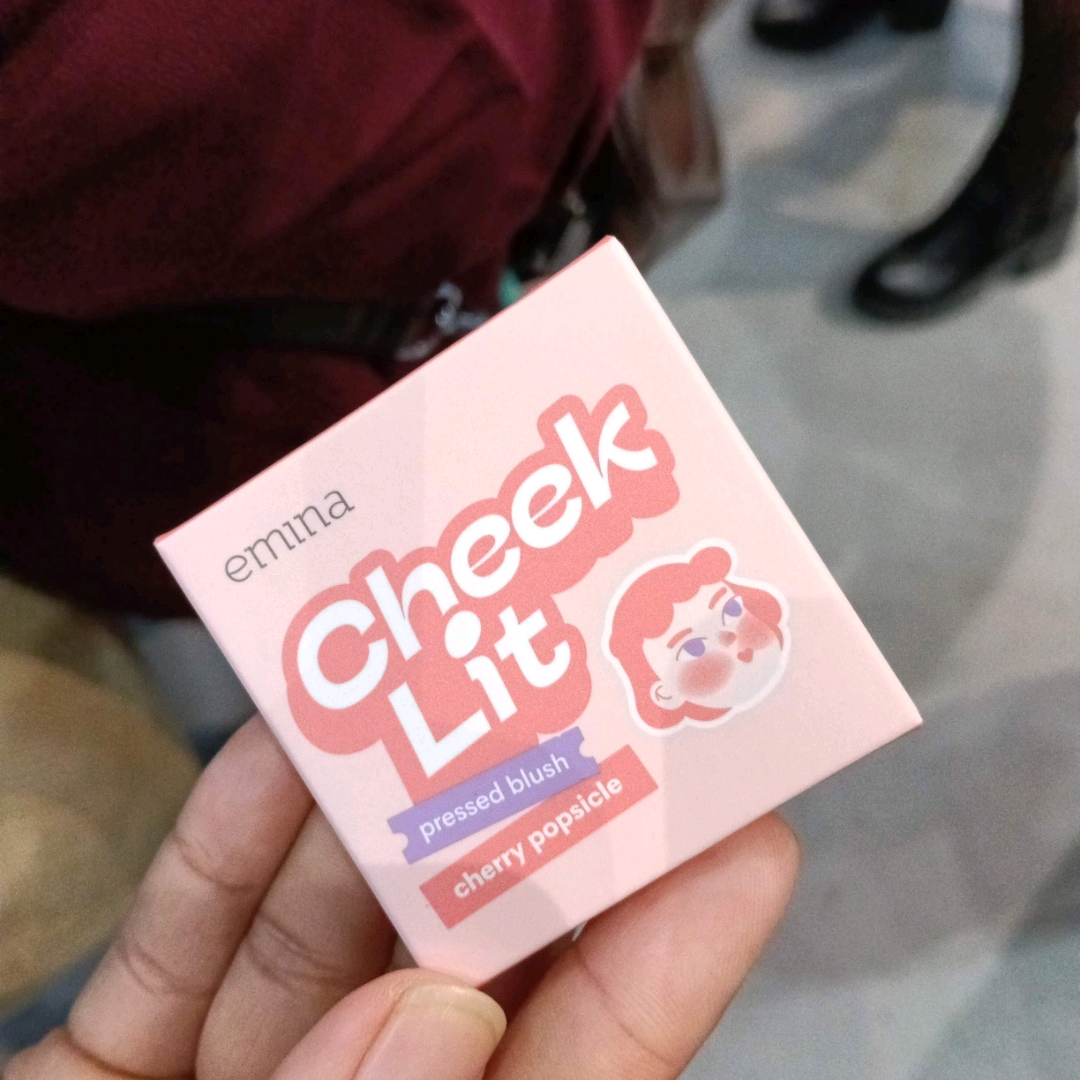 emina
Cheek
Lit
pressed blush
cherry popsicle